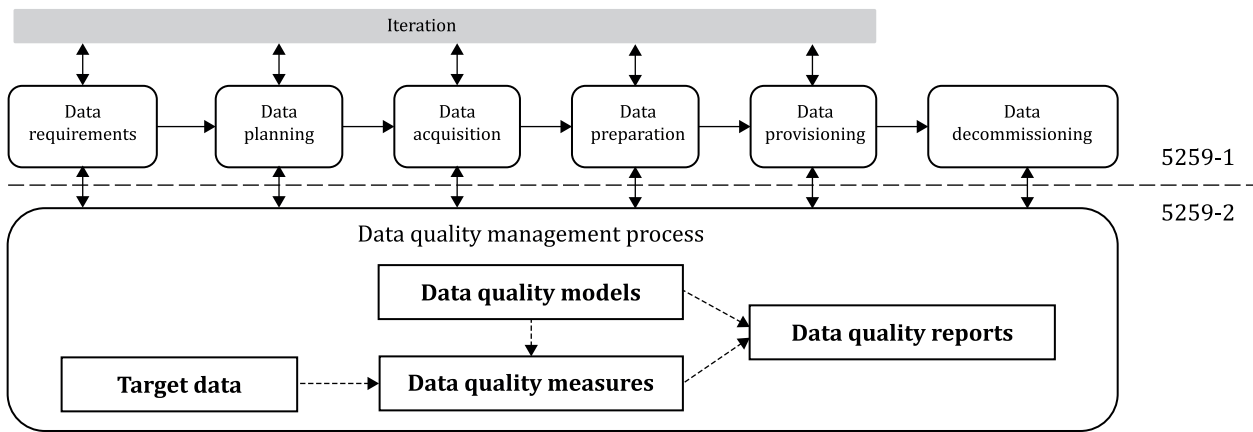 Iteration
Data
requirements
Data
planning
Data
acquisition
Data
preparation
Data
provisioning
Data
decommissioning
5259-1
5259-2
Data quality management process
Data quality models
Data quality reports
Target data
Data quality measures